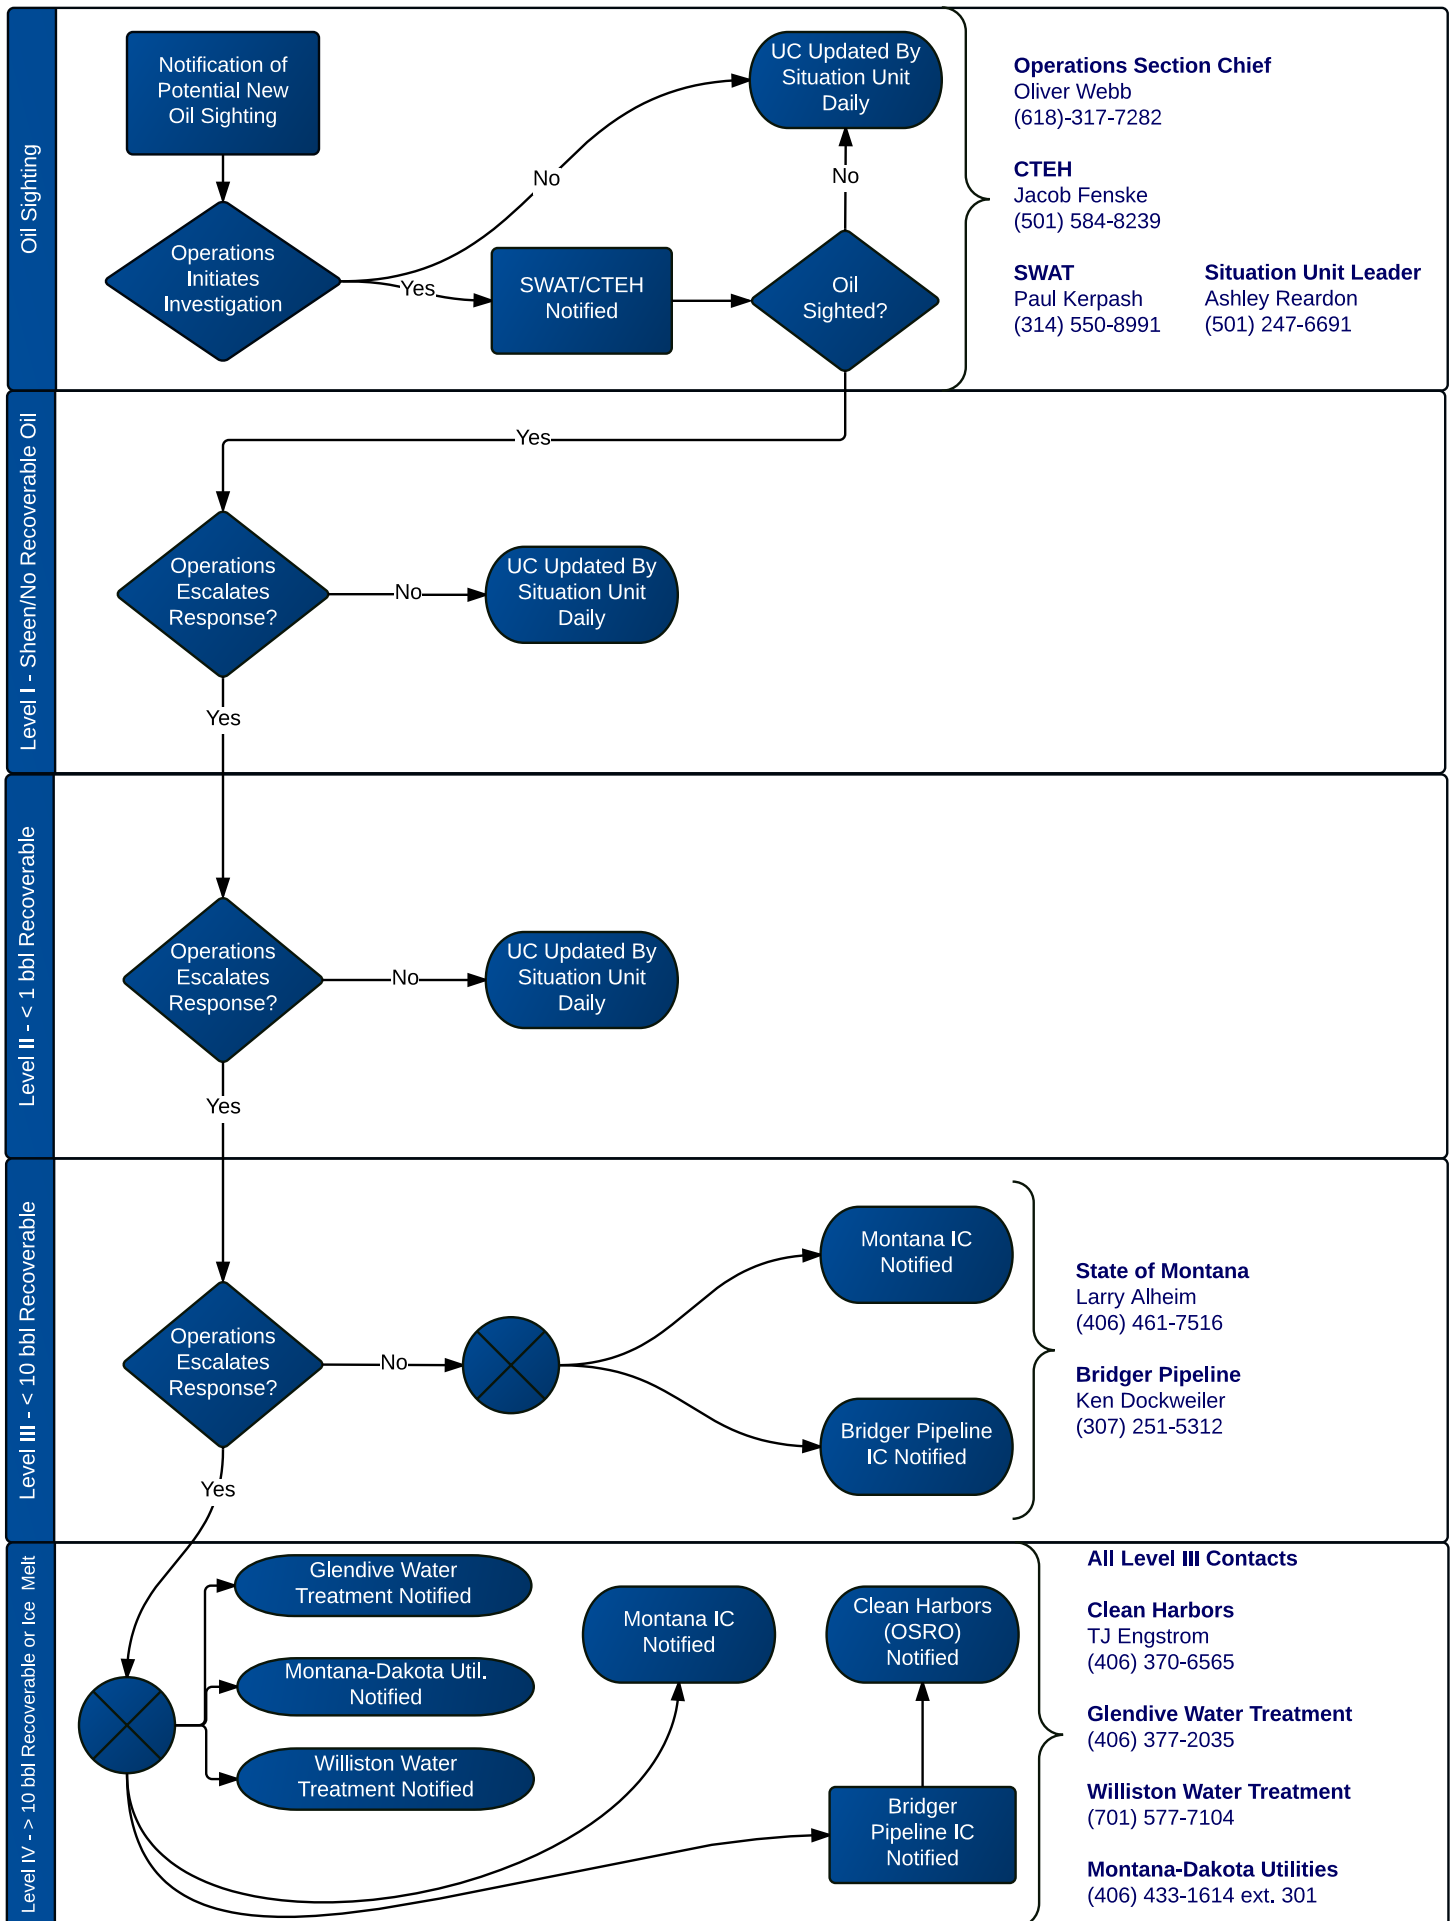 Oil Sighting
Notification of
Potential New
Oil Sighting
UC Updated By
Situation Unit
Daily
No
No
Operations
Initiates
Investigation
Yes
SWAT/CTEH
Notified
Oil
Sighted?
Operations Section Chief
Oliver Webb
(618)-317-7282
CTEH
Jacob Fenske
(501) 584-8239
SWAT
Paul Kerpash
(314) 550-8991
Situation Unit Leader
Ashley Reardon
(501) 247-6691
Level I - Sheen/No Recoverable Oil
Yes
Operations
Escalates
Response?
No
UC Updated By
Situation Unit
Daily
Yes
Level II - < 1 bbl Recoverable
Operations
Escalates
Response?
No
UC Updated By
Situation Unit
Daily
Yes
Level III - < 10 bbl Recoverable
Operations
Escalates
Response?
No
Montana IC
Notified
Bridger Pipeline
IC Notified
State of Montana
Larry Alheim
(406) 461-7516
Bridger Pipeline
Ken Dockweiler
(307) 251-5312
Yes
Level IV - > 10 bbl Recoverable or Ice Melt
Glendive Water
Treatment Notified
Montana-Dakota Util.
Notified
Williston Water
Treatment Notified
Montana IC
Notified
Clean Harbors
(OSRO)
Notified
Bridger
Pipeline IC
Notified
All Level III Contacts
Clean Harbors
TJ Engstrom
(406) 370-6565
Glendive Water Treatment
(406) 377-2035
Williston Water Treatment
(701) 577-7104
Montana-Dakota Utilities
(406) 433-1614 ext. 301